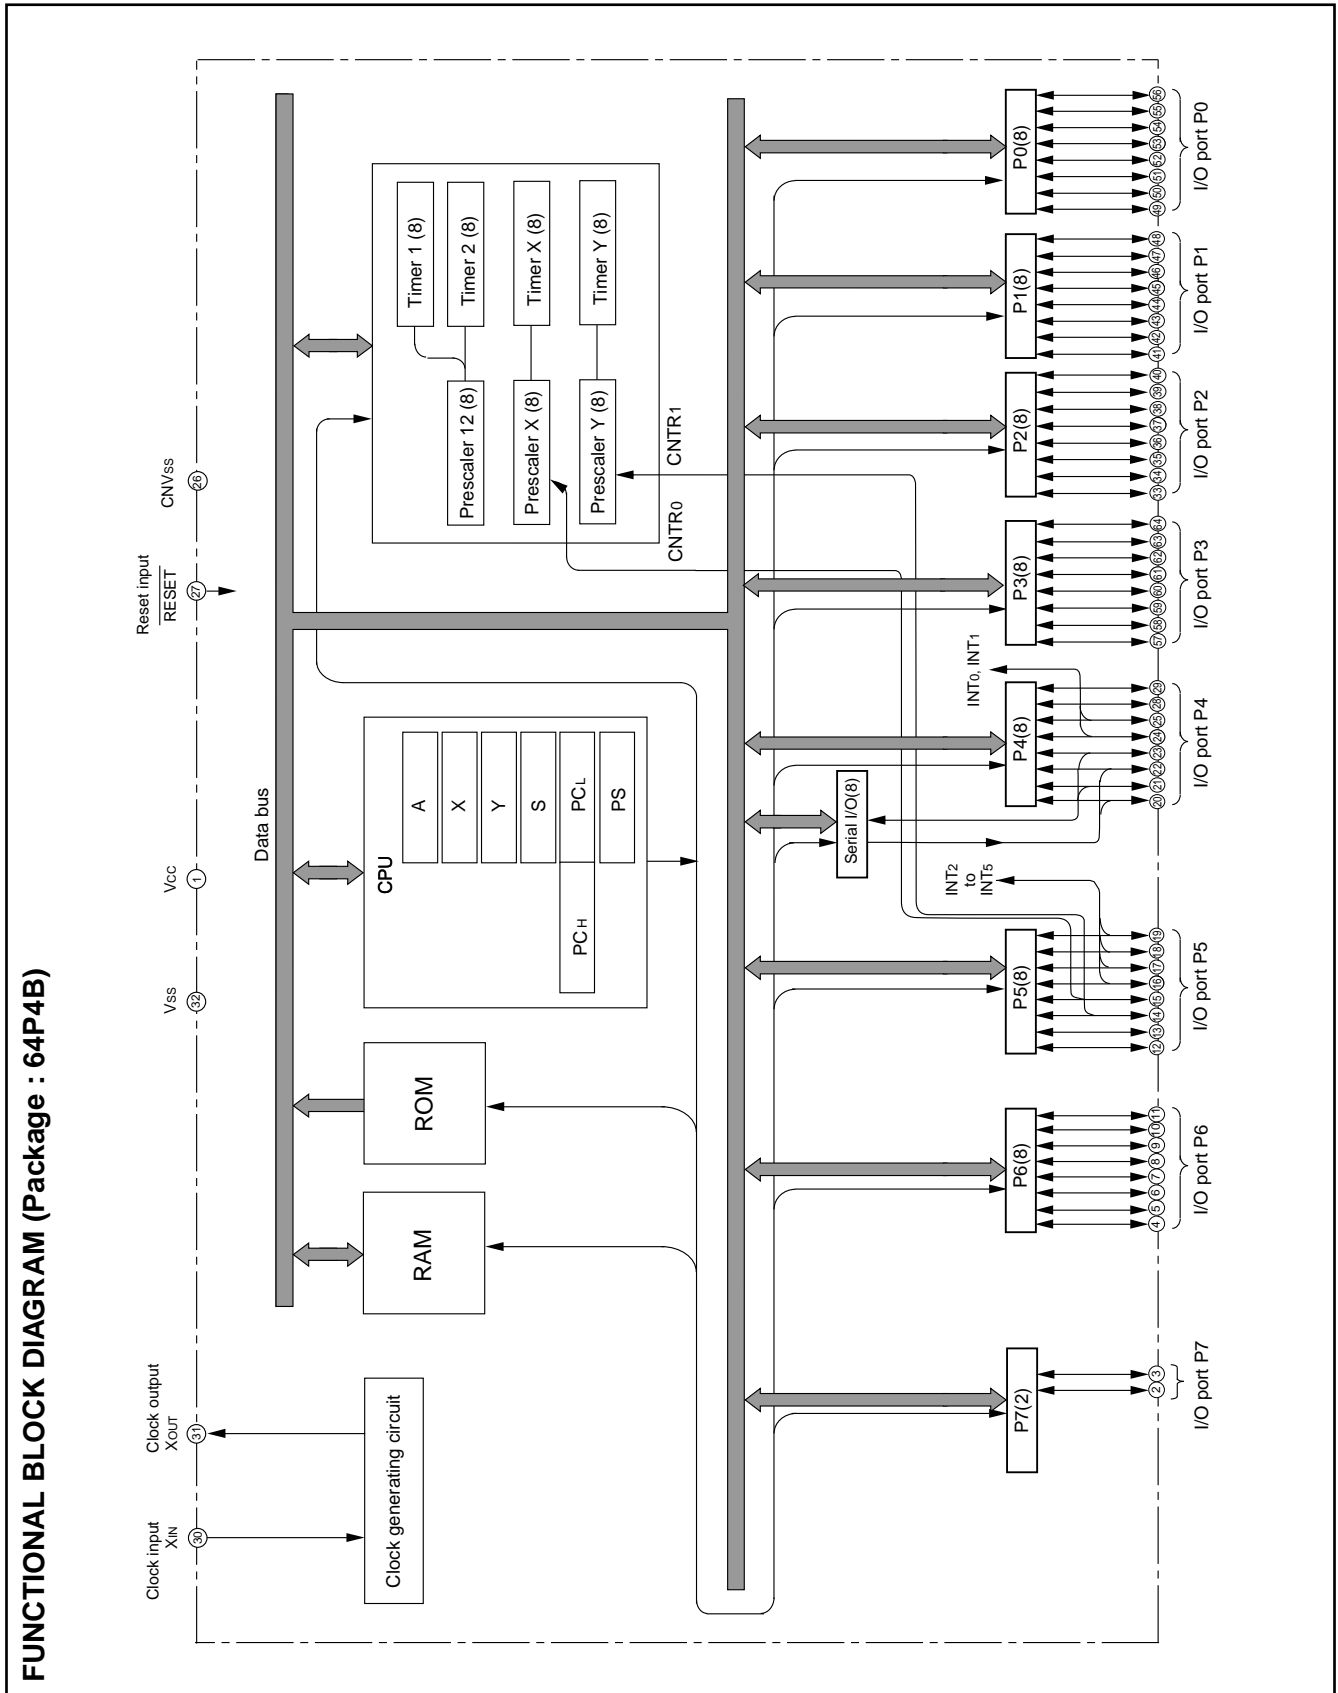 FUNCTIONAL BLOCK DIAGRAM (Package : 64P4B)
Clock input
XIN
30
Clock output
XOUT
31
VSS
32
VCC
1
Reset input
RESET
27
CNVSS
26
Data bus
Clock generating circuit
RAM
ROM
CPU
A
X
Y
S
PCH
PCL
PS
Timer 1 (8)
Prescaler 12 (8)
Timer 2 (8)
Prescaler X (8)
Timer X (8)
Prescaler Y (8)
Timer Y (8)
CNTR0
CNTR1
Serial I/O(8)
INT2
to
INT5
INT0, INT1
P7(2)
P6(8)
P5(8)
P4(8)
P3(8)
P2(8)
P1(8)
P0(8)
2 3
4 5 6 7 8 9 10 11
12 13 14 15 16 17 18 19
20 21 22 23 24 25 28 29
57 58 59 60 61 62 63 64
33 34 35 36 37 38 39 40
41 42 43 44 45 46 47 48
49 50 51 52 53 54 55 56
I/O port P7
I/O port P6
I/O port P5
I/O port P4
I/O port P3
I/O port P2
I/O port P1
I/O port P0